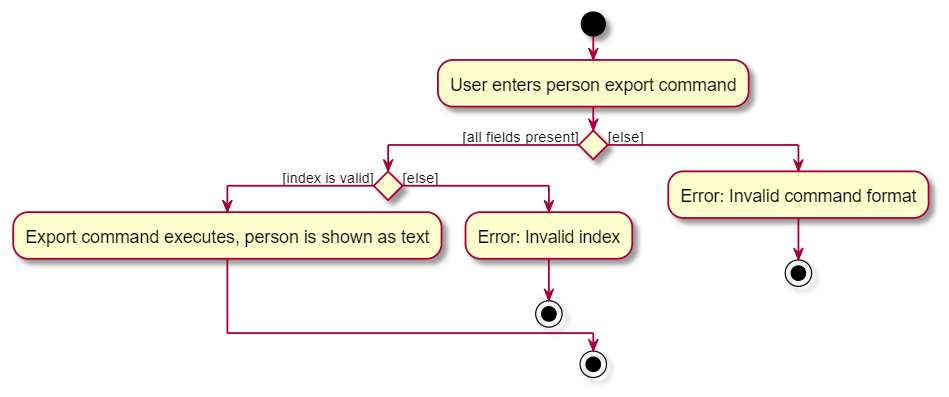 User enters person export command
[all fields present]
[else]
[index is valid]
[else]
Error: Invalid command format
Export command executes, person is shown as text
Error: Invalid index